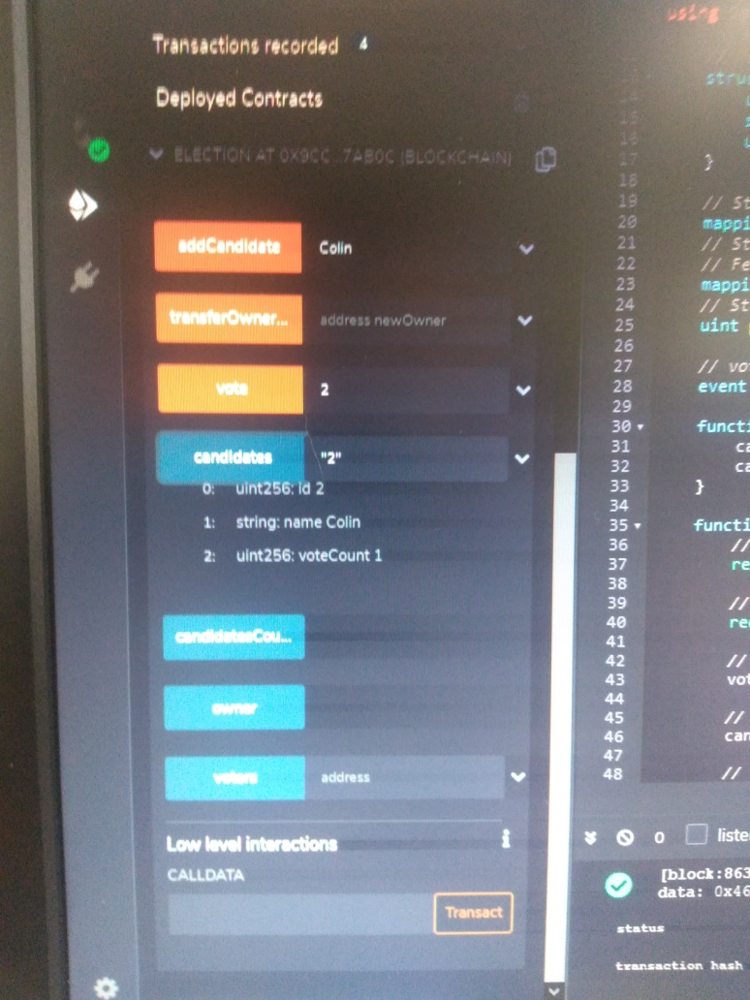 Transactions recorded 4
Deployed Contracts
ELECTION AT 0X9CC...7AB0C (BLOCKCHAIN)
addCandidate Colin
transferOwner... address newOwner
vote 2
candidates "2"
0: uint256: id 2
1: string: name Colin
2: uint256: voteCount 1
candidatesCou...
owner
voters address
Low level interactions
CALLDATA
Transact
using
stru
15
16
17 }
18
19 // St
20 mappi
21 // St
22 // Fe
23 mappi
24 // St
25 uint
26
27 // vo
28 event
29
30 functi
31 ca
32 ca
33 }
34
35 functi
36 //
37 re
38
39 //
40 re
41
42 //
43 vot
44
45 //
46 can
47
48 //
0 liste
[block:863
data: 0x46
status
transaction hash